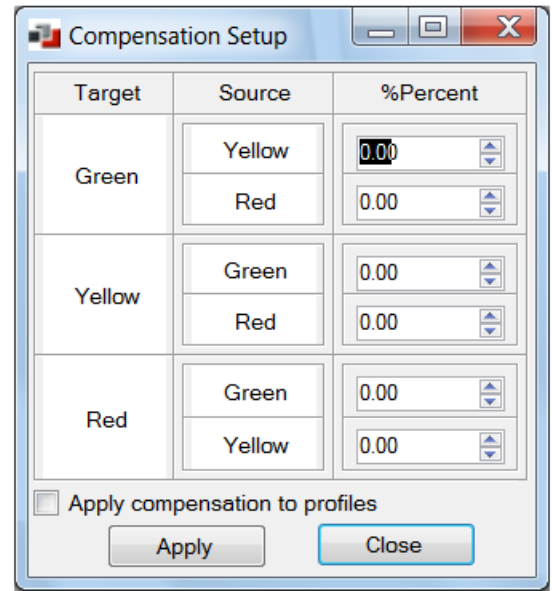 Compensation Setup
Target Source %Percent
Green Yellow 0.00
Red 0.00
Yellow Green 0.00
Red 0.00
Red Green 0.00
Yellow 0.00
Apply compensation to profiles
Apply Close